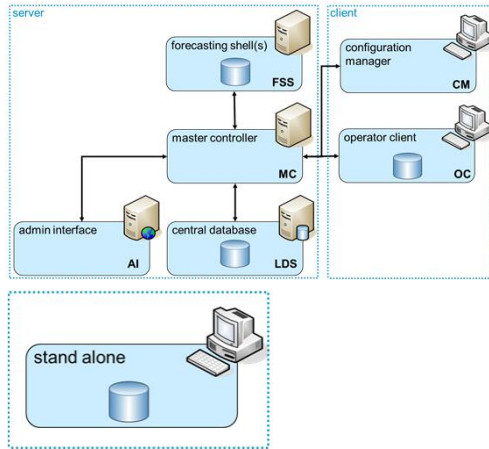 server
client
forecasting shell(s)
FSS
configuration
manager
CM
master controller
MC
operator client
OC
admin interface
AI
central database
LDS
stand alone